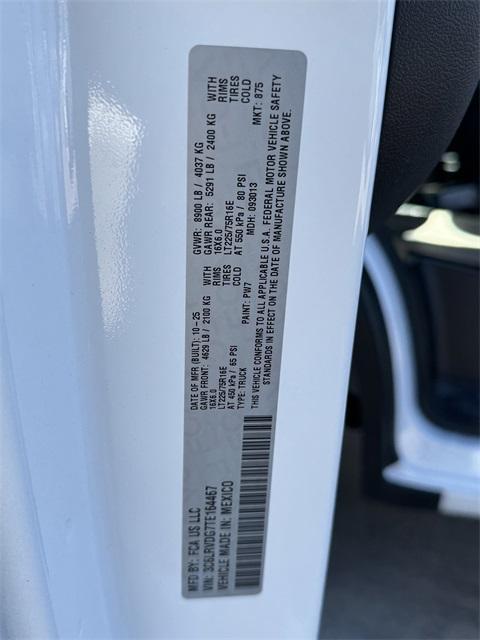 MFD BY: FCA US LLC
VIN: 3C6LRVDG7TE164467
VEHICLE MADE IN: MEXICO
DATE OF MFR (BUILT): 10-25 GVWR: 8900 LB / 4037 KG
GAWR FRONT: 4629 LB / 2100 KG WITH GAWR REAR: 5291 LB / 2400 KG WITH
16X6.0 RIMS 16X6.0 RIMS
LT225/75R16E TIRES LT225/75R16E TIRES
AT 450 kPa / 65 PSI COLD AT 550 kPa / 80 PSI COLD
TYPE: TRUCK PAINT: PW7 MDH: 093013 MKT: 875
THIS VEHICLE CONFORMS TO ALL APPLICABLE U.S.A. FEDERAL MOTOR VEHICLE SAFETY
STANDARDS IN EFFECT ON THE DATE OF MANUFACTURE SHOWN ABOVE.